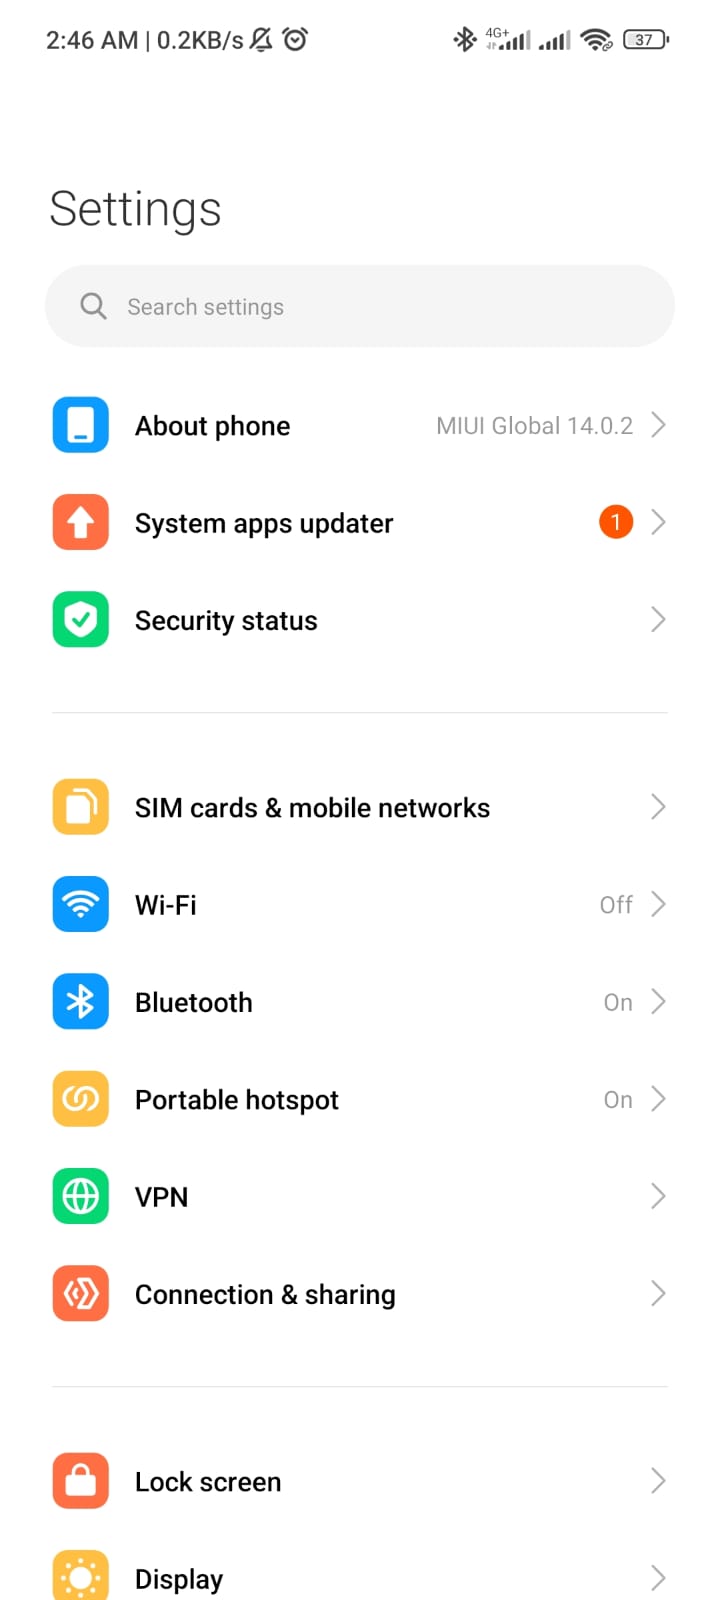 2:46 AM | 0.2KB/s 4G+ 37
Settings
Search settings
About phone MIUI Global 14.0.2
System apps updater 1
Security status
SIM cards & mobile networks
Wi-Fi Off
Bluetooth On
Portable hotspot On
VPN
Connection & sharing
Lock screen
Display